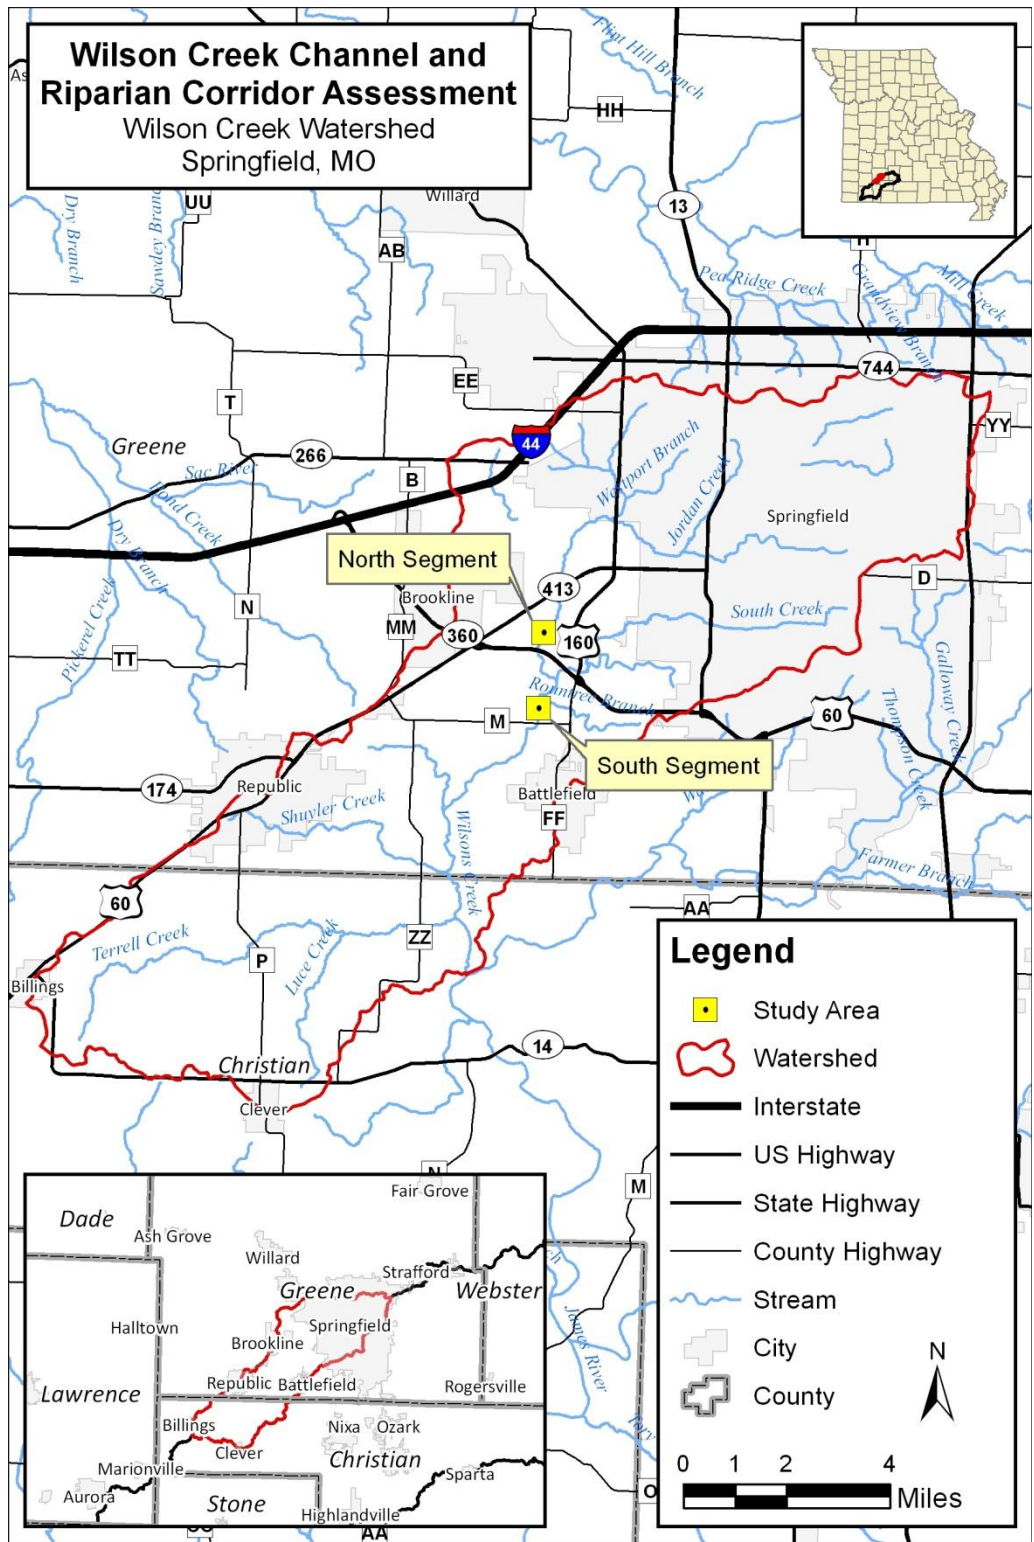 Wilson Creek Channel and
Riparian Corridor Assessment
Wilson Creek Watershed
Springfield, MO
Flint Hill Branch
As
HH
Willard
UU
13
Dry Branch
Sawdey Branc
AB
H
Pea Ridge Creek
Grandview Branch
Mill Creek
744
EE
T
YY
44
Greene
266
Sac River
B
Westport Branch
Pond Creek
Jordan Creek
Springfield
Dry Branch
North Segment
D
413
Brookline
Pickerel Creek
N
South Creek
MM
360
160
TT
Galloway Creek
Rountree Branch
M
60
Thompson Creek
South Segment
174
Republic
Battlefield
Shuyler Creek
FF
Wilsons Creek
Farmer Branch
60
AA
Terrell Creek
Luce Creek
ZZ
P
Billings
14
Christian
Clever
N
M
James River
O
AA
Legend
Study Area
Watershed
Interstate
US Highway
State Highway
County Highway
Stream
City
County
N
0 1 2 4
Miles
Fair Grove
Dade
Ash Grove
Willard
Strafford
Greene
Webster
Halltown
Springfield
Brookline
Republic
Battlefield
Rogersville
Lawrence
Billings
Nixa
Ozark
Clever
Christian
Marionville
Sparta
Aurora
Stone
Highlandville